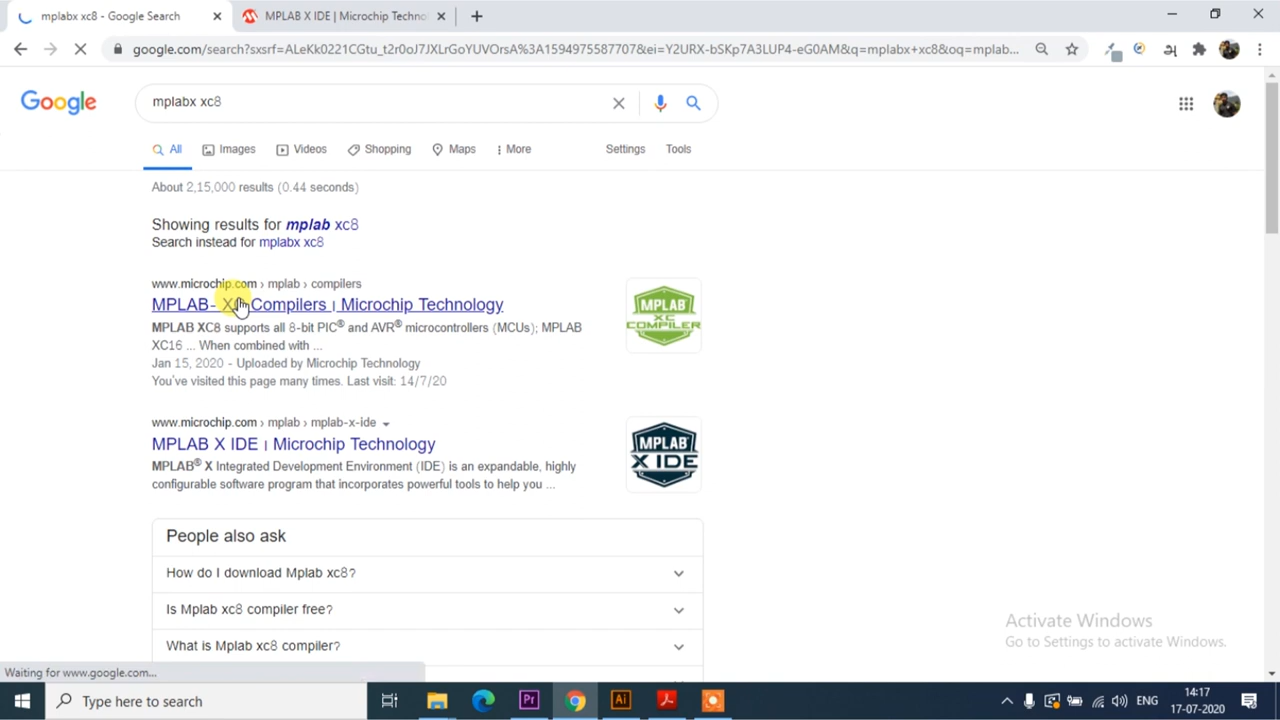 mplabx xc8 - Google Search
MPLAB X IDE | Microchip Techno
google.com/search?sxsrf=ALeKk0221CGtu_t2r0oJ7JXLrGoYUVOrsA%3A1594975587707&ei=Y2URX-bSKp7A3LUP4-eG0AM&q=mplabx+xc8&oq=mplab...
Google
mplabx xc8
All
Images
Videos
Shopping
Maps
More
Settings
Tools
About 2,15,000 results (0.44 seconds)
Showing results for mplab xc8
Search instead for mplabx xc8
www.microchip.com › mplab › compilers
MPLAB- XC Compilers | Microchip Technology
MPLAB XC8 supports all 8-bit PIC® and AVR® microcontrollers (MCUs); MPLAB
XC16 ... When combined with ...
Jan 15, 2020 - Uploaded by Microchip Technology
You've visited this page many times. Last visit: 14/7/20
MPLAB
XC
COMPILER
www.microchip.com › mplab › mplab-x-ide
MPLAB X IDE | Microchip Technology
MPLAB® X Integrated Development Environment (IDE) is an expandable, highly
configurable software program that incorporates powerful tools to help you ...
MPLAB
X IDE
People also ask
How do I download Mplab xc8?
Is Mplab xc8 compiler free?
What is Mplab xc8 compiler?
Activate Windows
Go to Settings to activate Windows.
Waiting for www.google.com...
Type here to search
Pr
Ai
ENG
14:17
17-07-2020